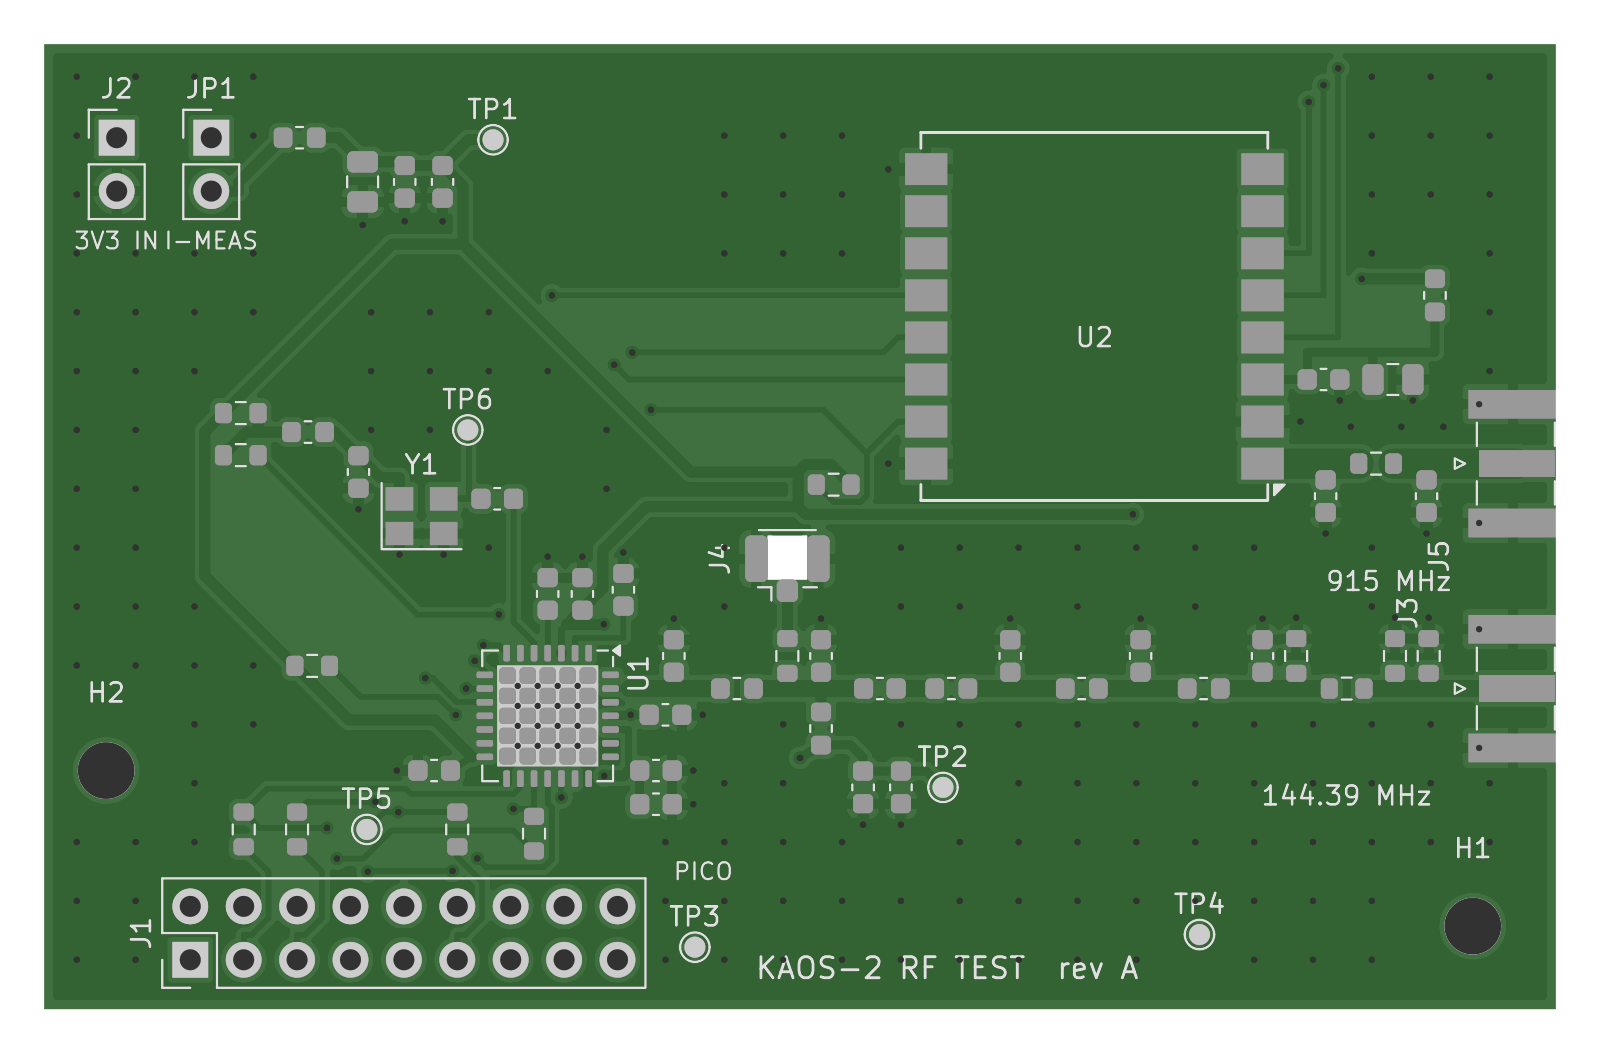 J2
JP1
TP1
3V3 IN
I-MEAS
U2
TP6
Y1
J4
J5
915 MHz
J3
U1
H2
TP2
144.39 MHz
TP5
H1
PICO
TP4
TP3
J1
KAOS-2 RF TEST rev A